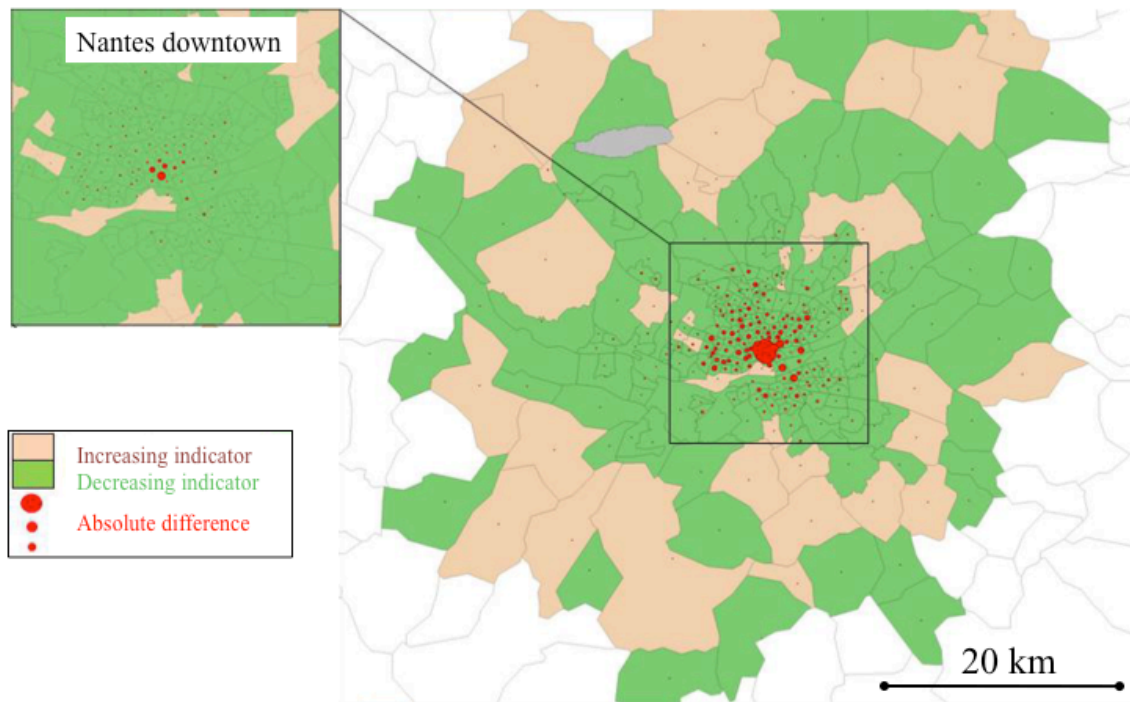 Nantes downtown
Increasing indicator
Decreasing indicator
Absolute difference
20 km